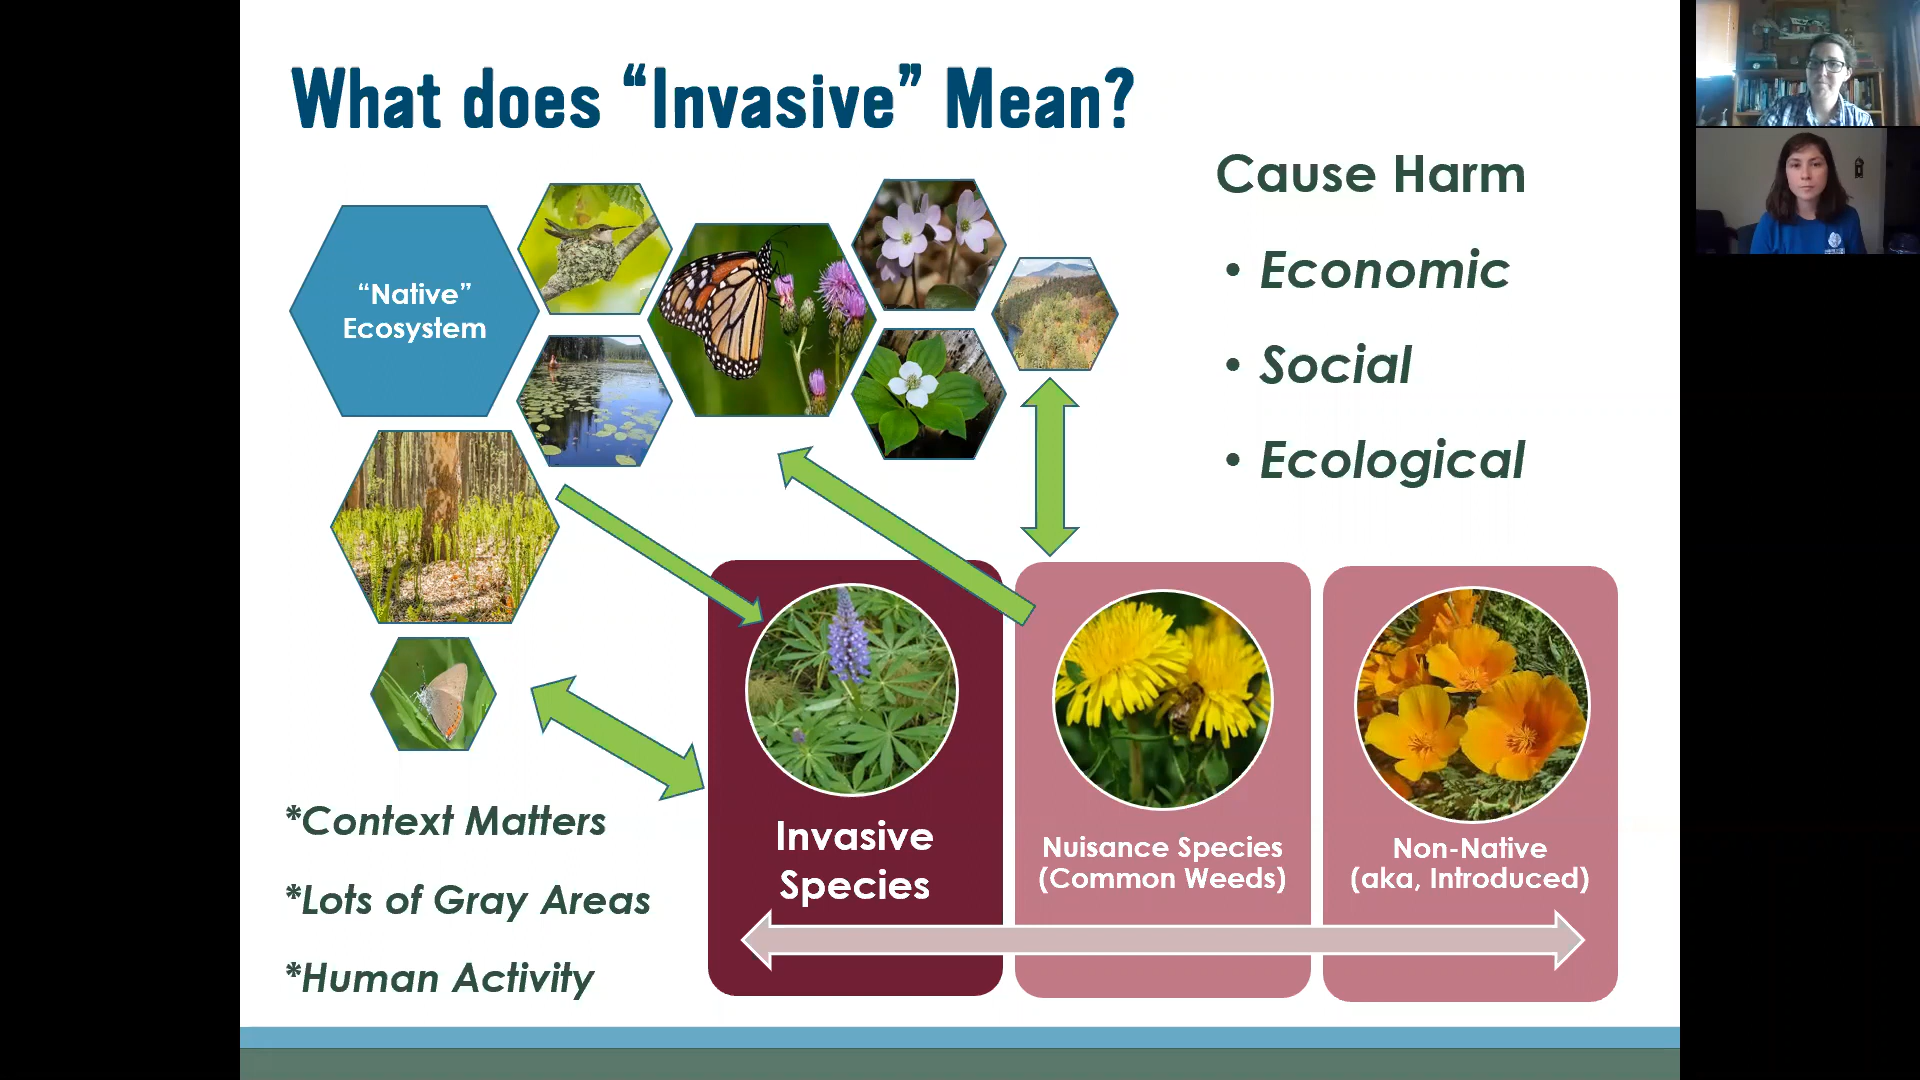 What does “Invasive” Mean?
Cause Harm
• Economic
• Social
• Ecological
“Native”
Ecosystem
*Context Matters
*Lots of Gray Areas
*Human Activity
Invasive
Species
Nuisance Species
(Common Weeds)
Non-Native
(aka, Introduced)